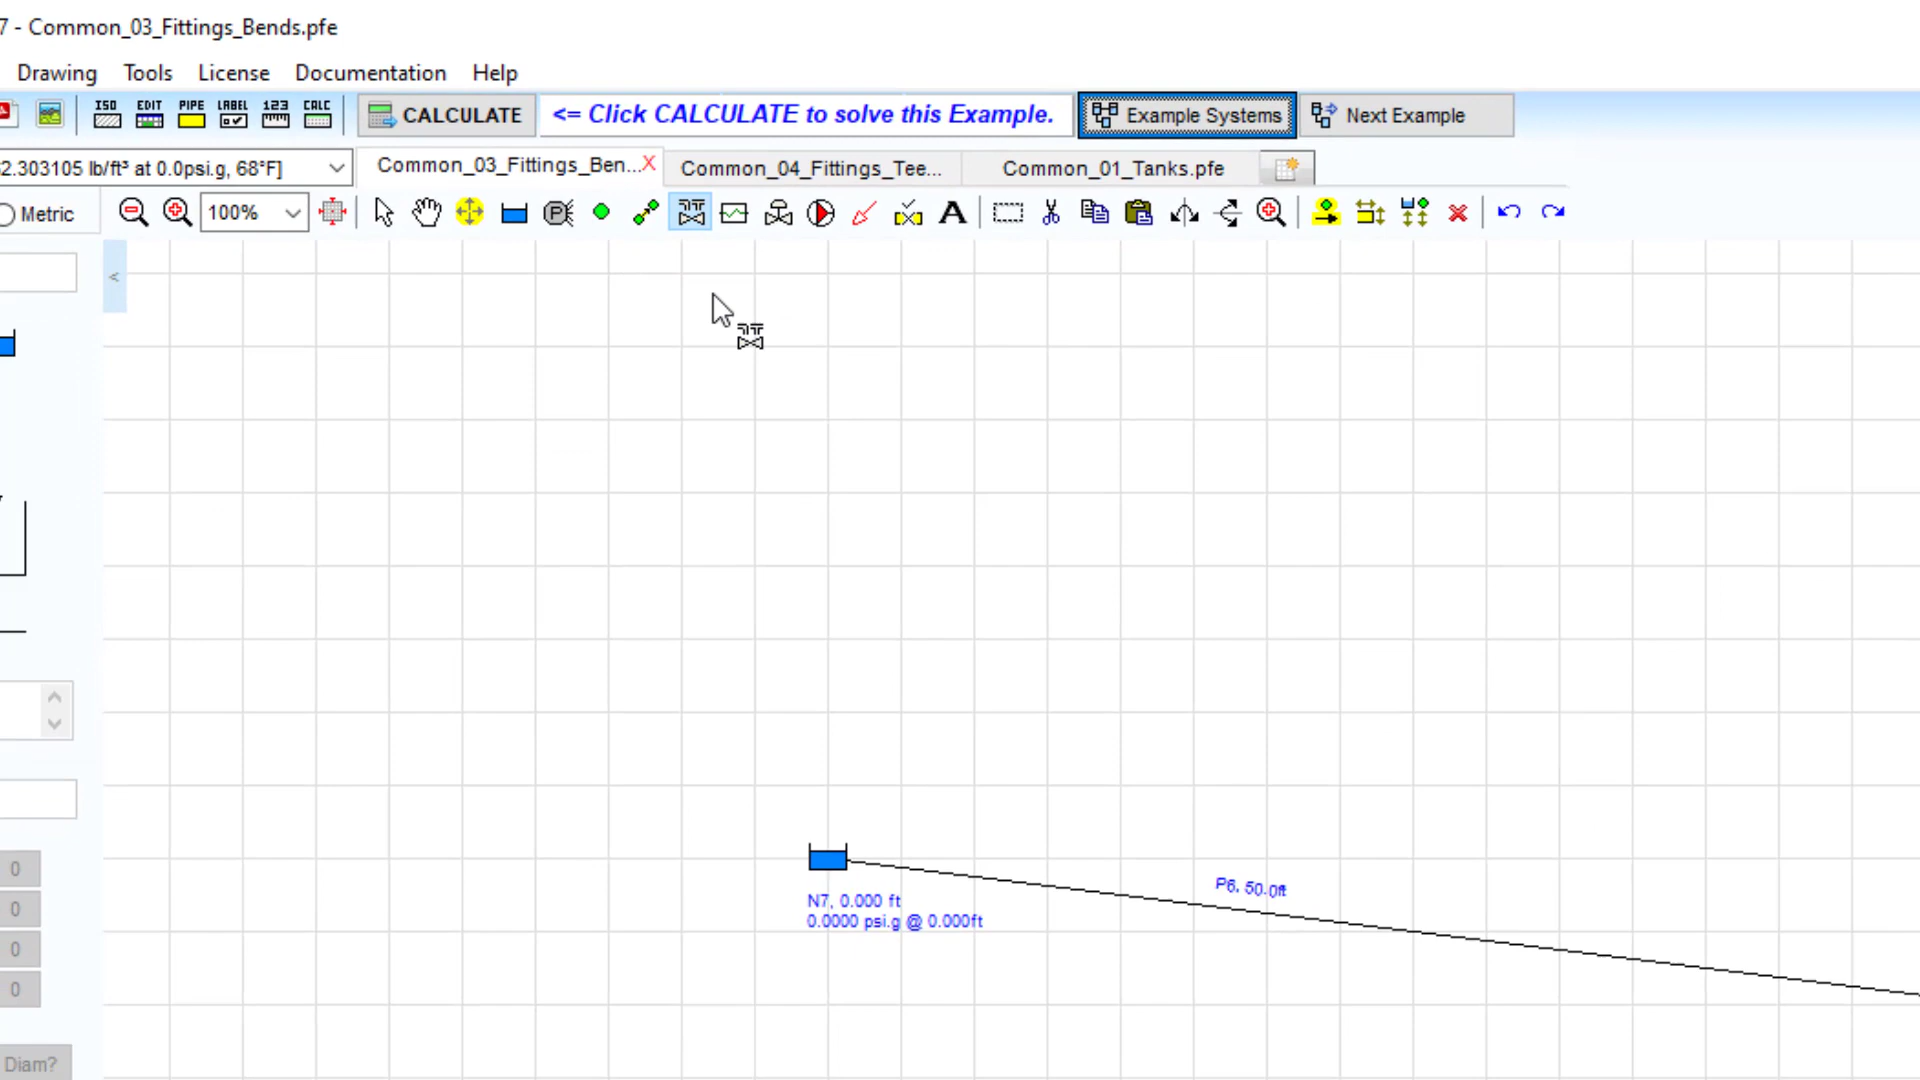 7 - Common_03_Fittings_Bends.pfe
Drawing Tools License Documentation Help
ISO EDIT PIPE LABEL 123 CALC CALCULATE <= Click CALCULATE to solve this Example. Example Systems Next Example
2.303105 lb/ft³ at 0.0psi.g, 68°F] Common_03_Fittings_Ben...X Common_04_Fittings_Tee... Common_01_Tanks.pfe
Metric 100% P A
<
P6, 50.0ft
N7, 0.000 ft
0.0000 psi.g @ 0.000ft
0
0
0
0
Diam?